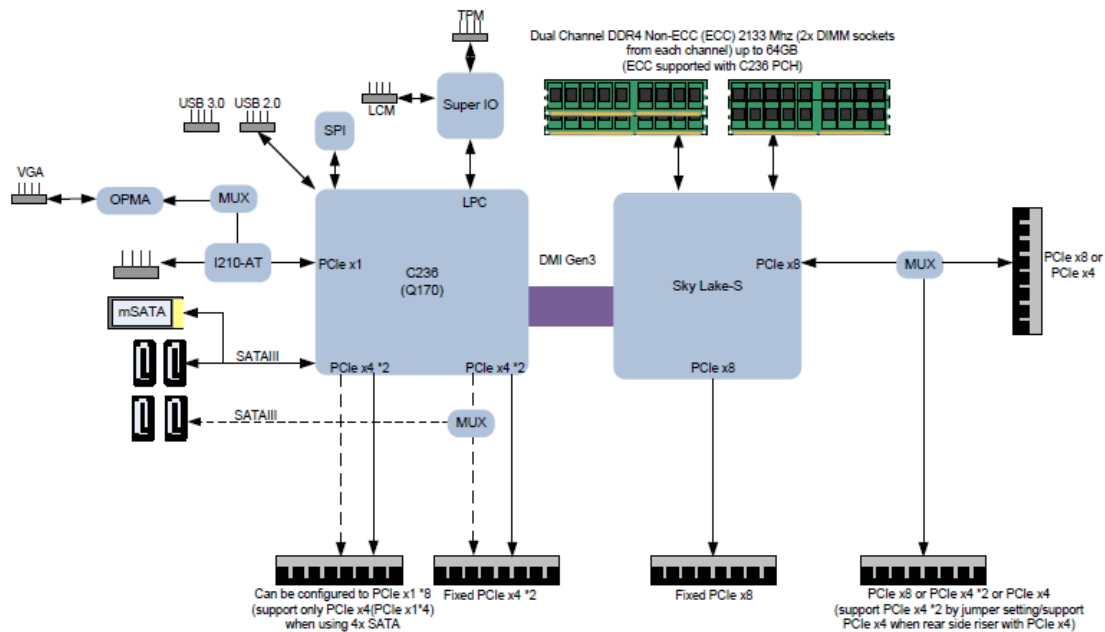 TPM
Dual Channel DDR4 Non-ECC (ECC) 2133 Mhz (2x DIMM sockets
from each channel) up to 64GB
(ECC supported with C236 PCH)
USB 3.0
USB 2.0
LCM
Super IO
SPI
VGA
OPMA
MUX
LPC
I210-AT
PCIe x1
C236
(Q170)
DMI Gen3
Sky Lake-S
PCIe x8
MUX
PCIe x8 or
PCIe x4
mSATA
SATAIII
PCIe x4 *2
PCIe x4 *2
PCIe x8
SATAIII
MUX
Can be configured to PCIe x1 *8
(support only PCIe x4(PCIe x1*4)
when using 4x SATA
Fixed PCIe x4 *2
Fixed PCIe x8
PCIe x8 or PCIe x4 *2 or PCIe x4
(support PCIe x4 *2 by jumper setting/support
PCIe x4 when rear side riser with PCIe x4)